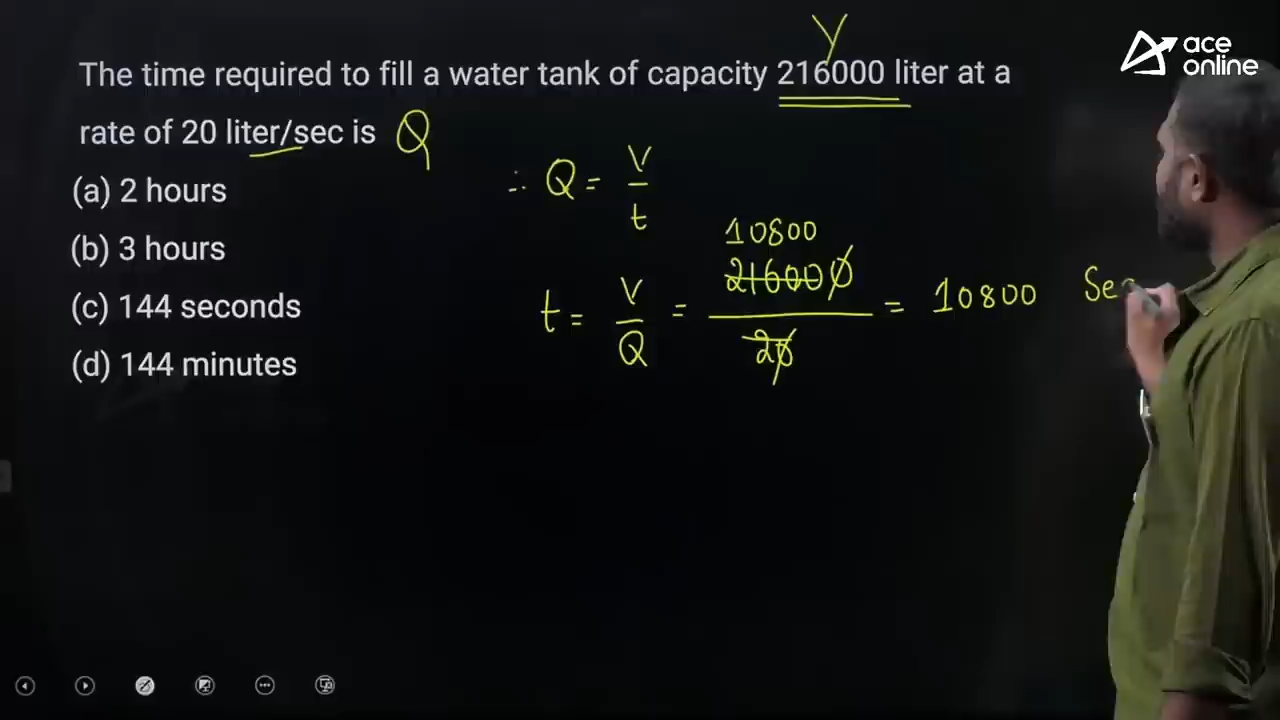 The time required to fill a water tank of capacity 216000 liter at a
rate of 20 liter/sec is Q
V
(a) 2 hours
(b) 3 hours
(c) 144 seconds
(d) 144 minutes
∴ Q = V/t
10800
t = V/Q = 216000/20 = 10800 Sec
ace
online